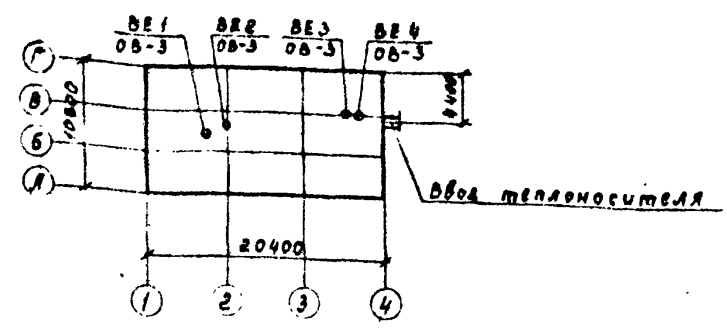 ВЕ1 ВЕ2 ВЕ3 ВЕ4
ОВ-3 ОВ-3 ОВ-3 ОВ-3
Г
В
Б
А
10800
4400
Ввод теплоносителя
20400
1 2 3 4